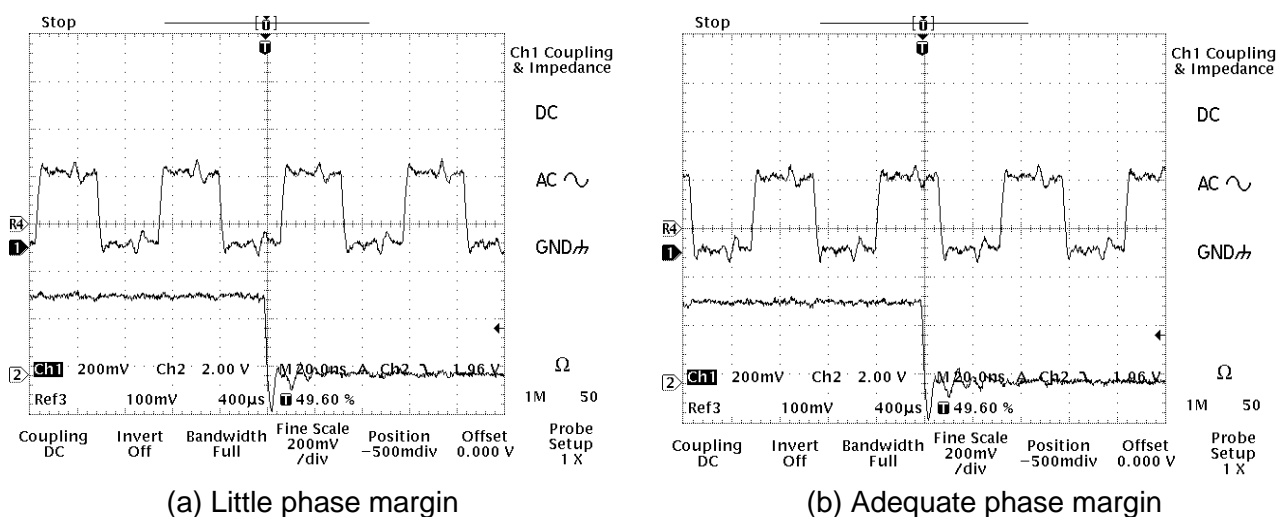 Stop
[T]
T
Ch1 Coupling
& Impedance
DC
AC
GND
R4
1
2
Ch1 200mV Ch2 2.00 V M 20.0ns A Ch2 1.96 V
Ref3 100mV 400µs T 49.60 %
Ω
1M 50
Coupling
DC
Invert
Off
Bandwidth
Full
Fine Scale
200mV
/div
Position
-500mdiv
Offset
0.000 V
Probe
Setup
1 X
(a) Little phase margin
Stop
[T]
T
Ch1 Coupling
& Impedance
DC
AC
GND
R4
1
2
Ch1 200mV Ch2 2.00 V M 20.0ns A Ch2 1.96 V
Ref3 100mV 400µs T 49.60 %
Ω
1M 50
Coupling
DC
Invert
Off
Bandwidth
Full
Fine Scale
200mV
/div
Position
-500mdiv
Offset
0.000 V
Probe
Setup
1 X
(b) Adequate phase margin